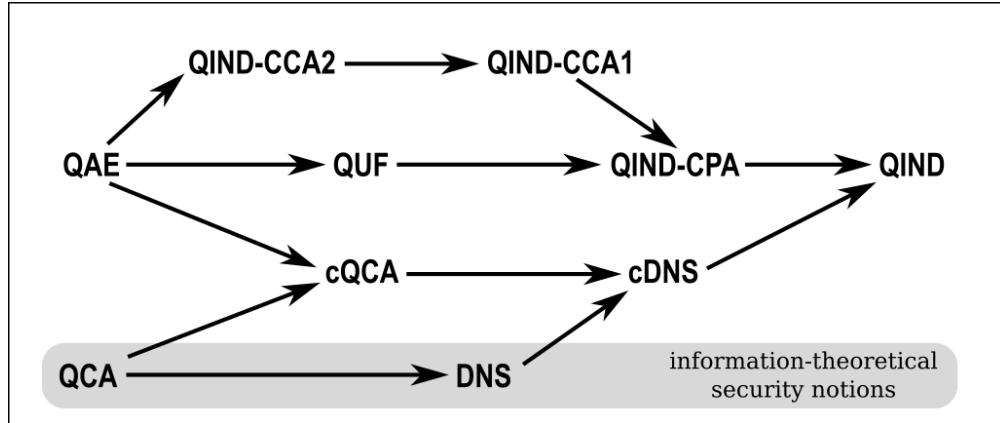 QIND-CCA2
QIND-CCA1
QAE
QUF
QIND-CPA
QIND
cQCA
cDNS
QCA
DNS
information-theoretical
security notions